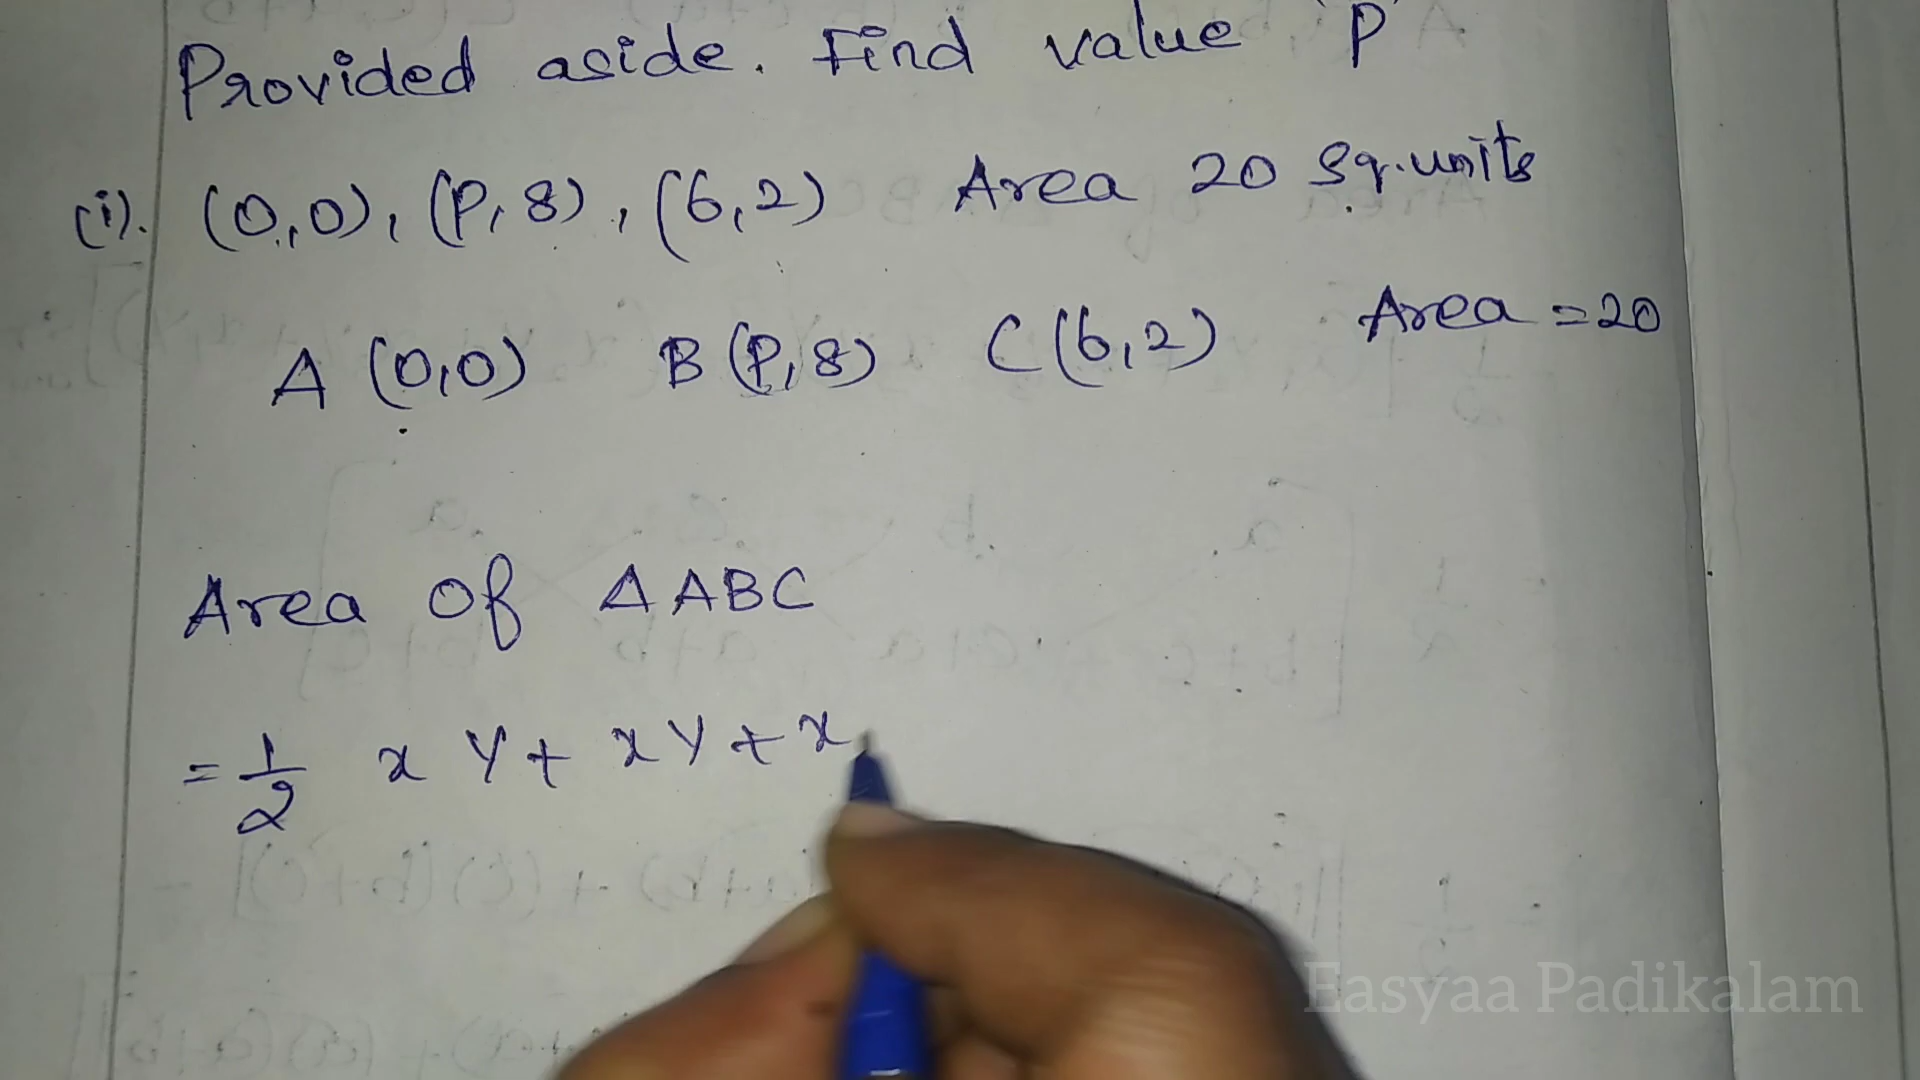 Provided aside. Find value 'P'
(i). (0,0), (P,8), (6,2) Area 20 Sq.units
A (0,0) B (P,8) C (6,2) Area = 20
Area Of Δ ABC
= 1/2 x y + x y + x
Easyaa Padikalam